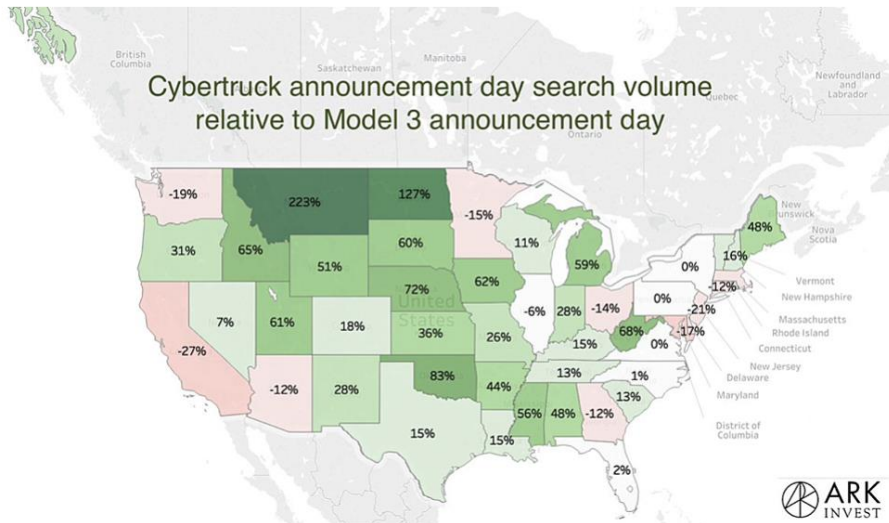 British
Columbia
Manitoba
Saskatchewan
Newfoundland
and
Labrador
Cybertruck announcement day search volume
Quebec
relative to Model 3 announcement day
Ontario
-19%
223%
127%
-15%
New
Brunswick
Nova
Scotia
48%
31%
65%
60%
11%
16%
51%
59%
0%
Vermont
72%
62%
-12%
New Hampshire
United
States
7%
61%
18%
-6%
28%
-14%
0%
-21%
Massachusetts
Rhode Island
36%
26%
68%
-17%
Connecticut
-27%
15%
0%
New Jersey
Delaware
-12%
28%
83%
44%
13%
1%
Maryland
56%
48%
-12%
13%
District of
Columbia
15%
15%
2%
ARK
INVEST